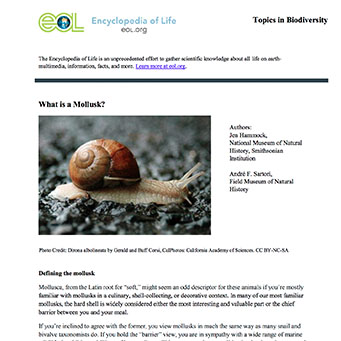 eOL Encyclopedia of Life
eol.org
Topics in Biodiversity
The Encyclopedia of Life is an unprecedented effort to gather scientific knowledge about all life on earth-
multimedia, information, facts, and more. Learn more at eol.org.
What is a Mollusk?
Authors:
Jen Hammock,
National Museum of Natural
History, Smithsonian
Institution
André F. Sartori,
Field Museum of Natural
History
Photo Credit: Dirona albolineata by Gerald and Buff Corsi, CalPhotos: California Academy of Sciences. CC BY-NC-SA
Defining the mollusk
Mollusca, from the Latin root for "soft," might seem an odd descriptor for these animals if you're mostly
familiar with mollusks in a culinary, shell-collecting, or decorative context. In many of our most familiar
mollusks, the hard shell is widely considered either the most interesting and valuable part or the chief
barrier between you and your meal.
If you're inclined to agree with the former, you view mollusks in much the same way as many snail and
bivalve taxonomists do. If you hold the "barrier" view, you are in sympathy with a wide range of marine